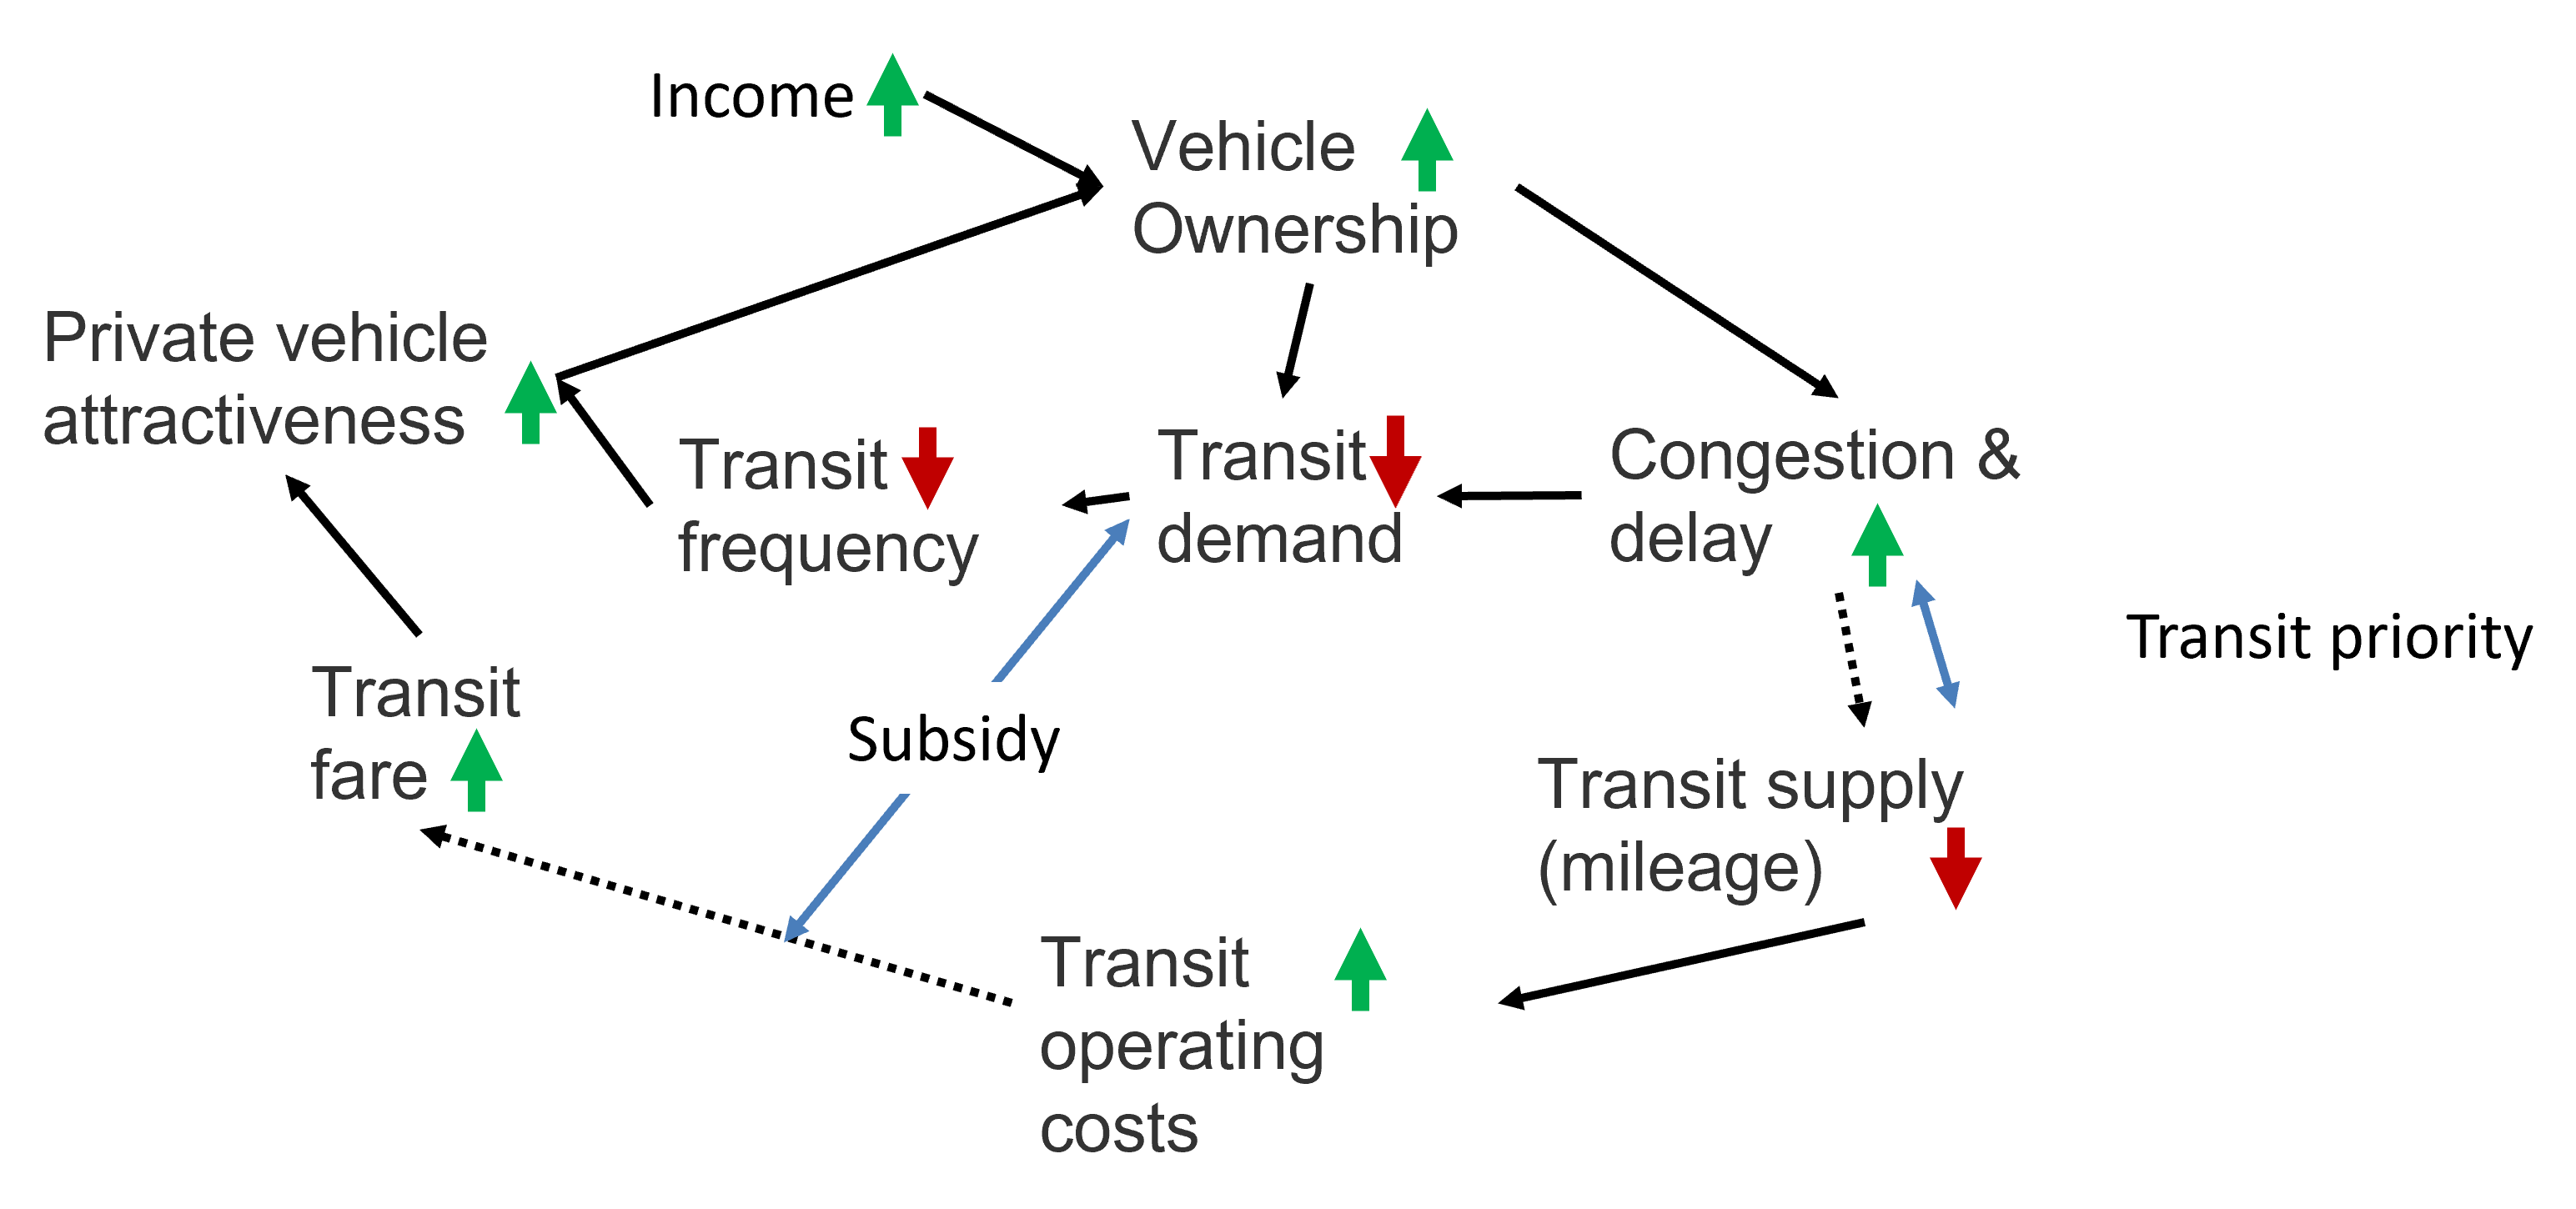 Income
Vehicle
Ownership
Private vehicle
attractiveness
Transit
frequency
Transit
demand
Congestion &
delay
Transit priority
Transit
fare
Subsidy
Transit supply
(mileage)
Transit
operating
costs